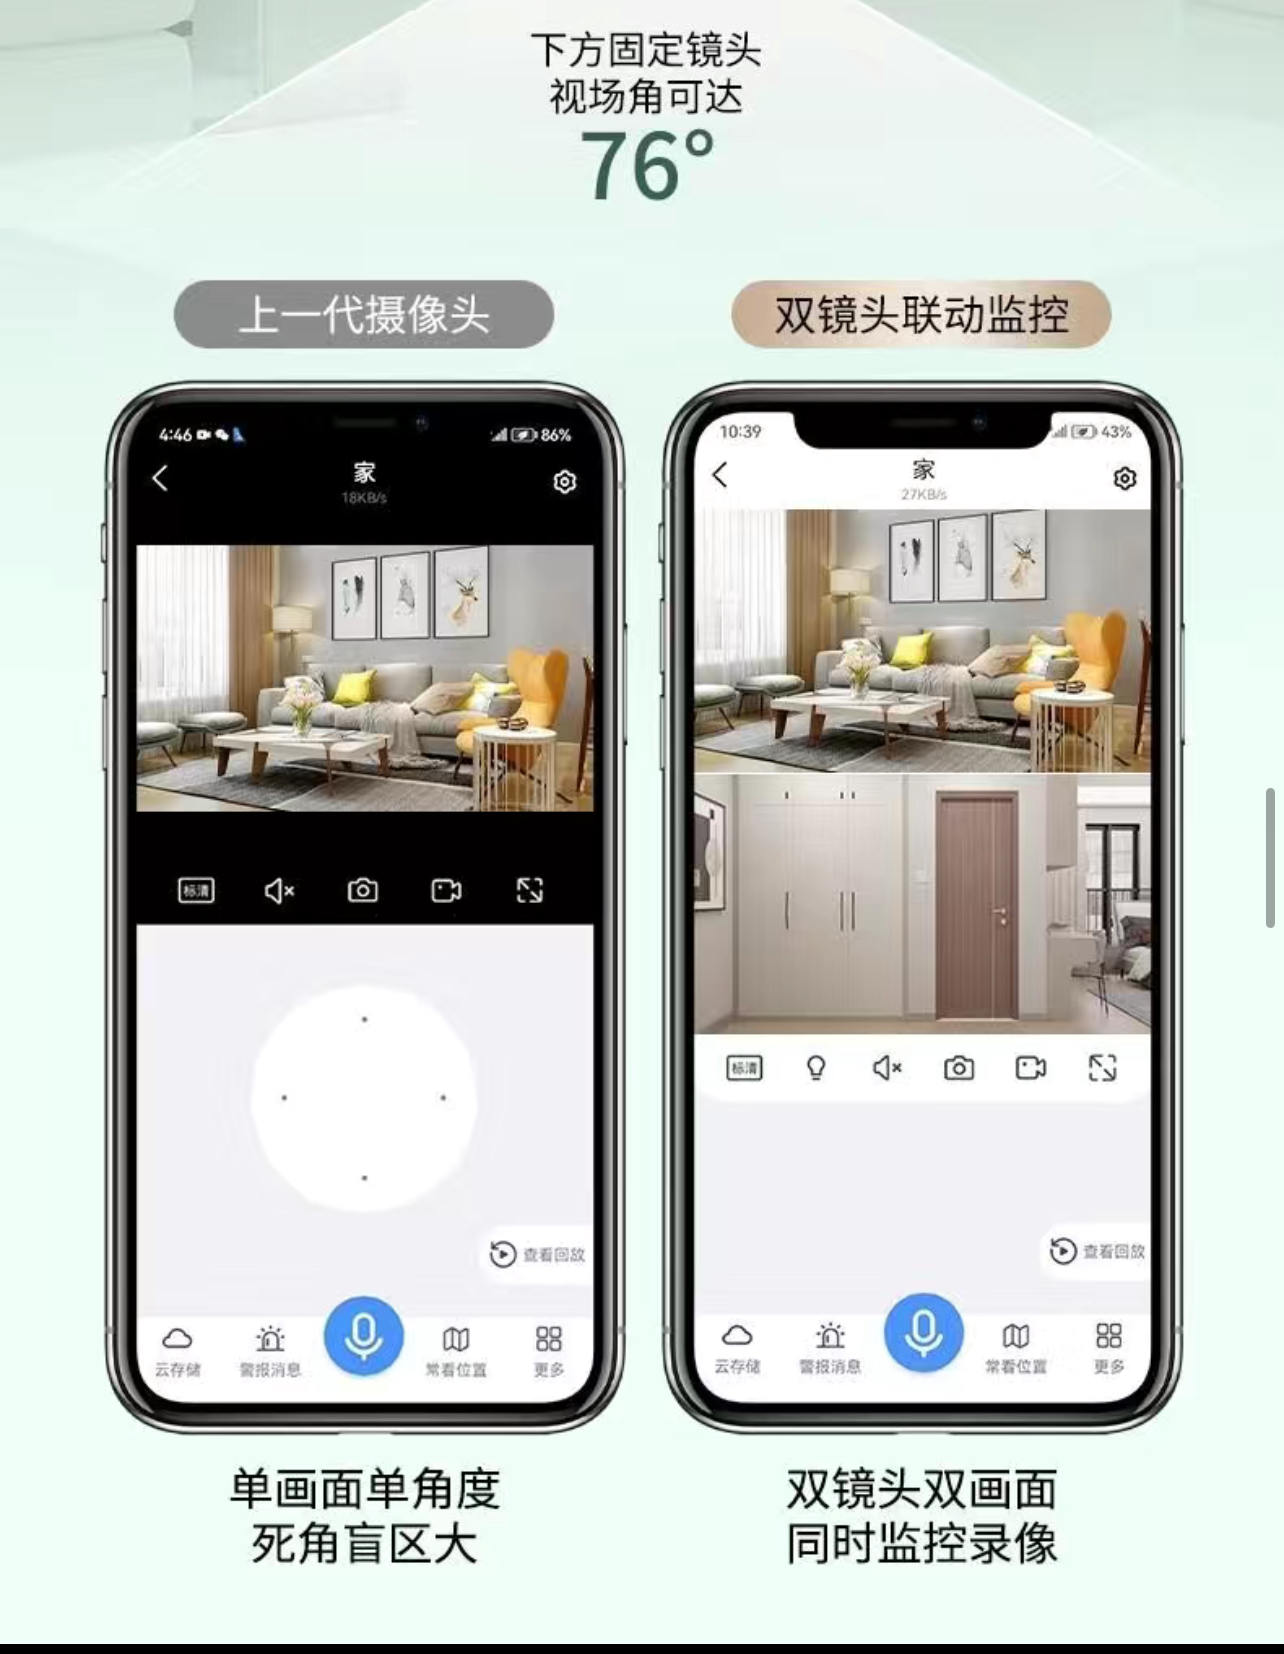 下方固定镜头
视场角可达
76°
上一代摄像头
双镜头联动监控
4:46
86%
家
18KB/s
标清
查看回放
云存储
警报消息
常看位置
更多
10:39
43%
家
27KB/s
标清
查看回放
云存储
警报消息
常看位置
更多
单画面单角度
死角盲区大
双镜头双画面
同时监控录像